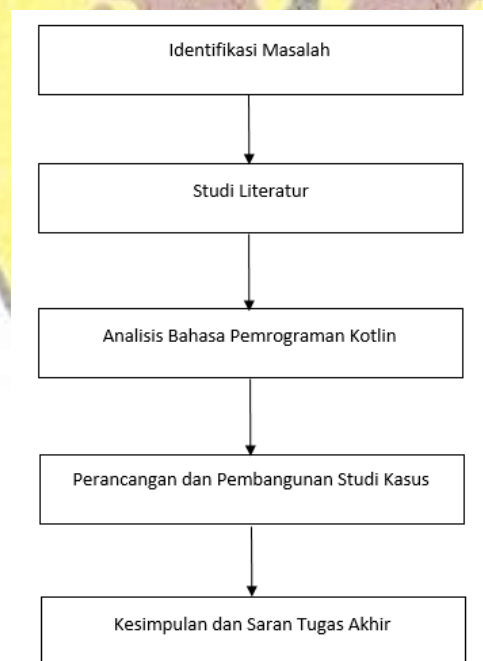 Identifikasi Masalah
Studi Literatur
Analisis Bahasa Pemrograman Kotlin
Perancangan dan Pembangunan Studi Kasus
Kesimpulan dan Saran Tugas Akhir